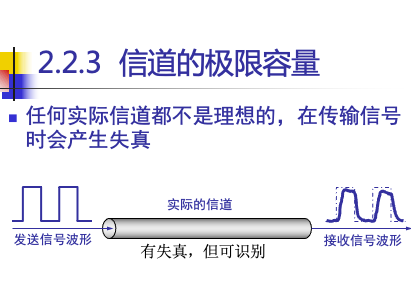 2.2.3 信道的极限容量
任何实际信道都不是理想的，在传输信号
时会产生失真
实际的信道
发送信号波形
接收信号波形
有失真，但可识别